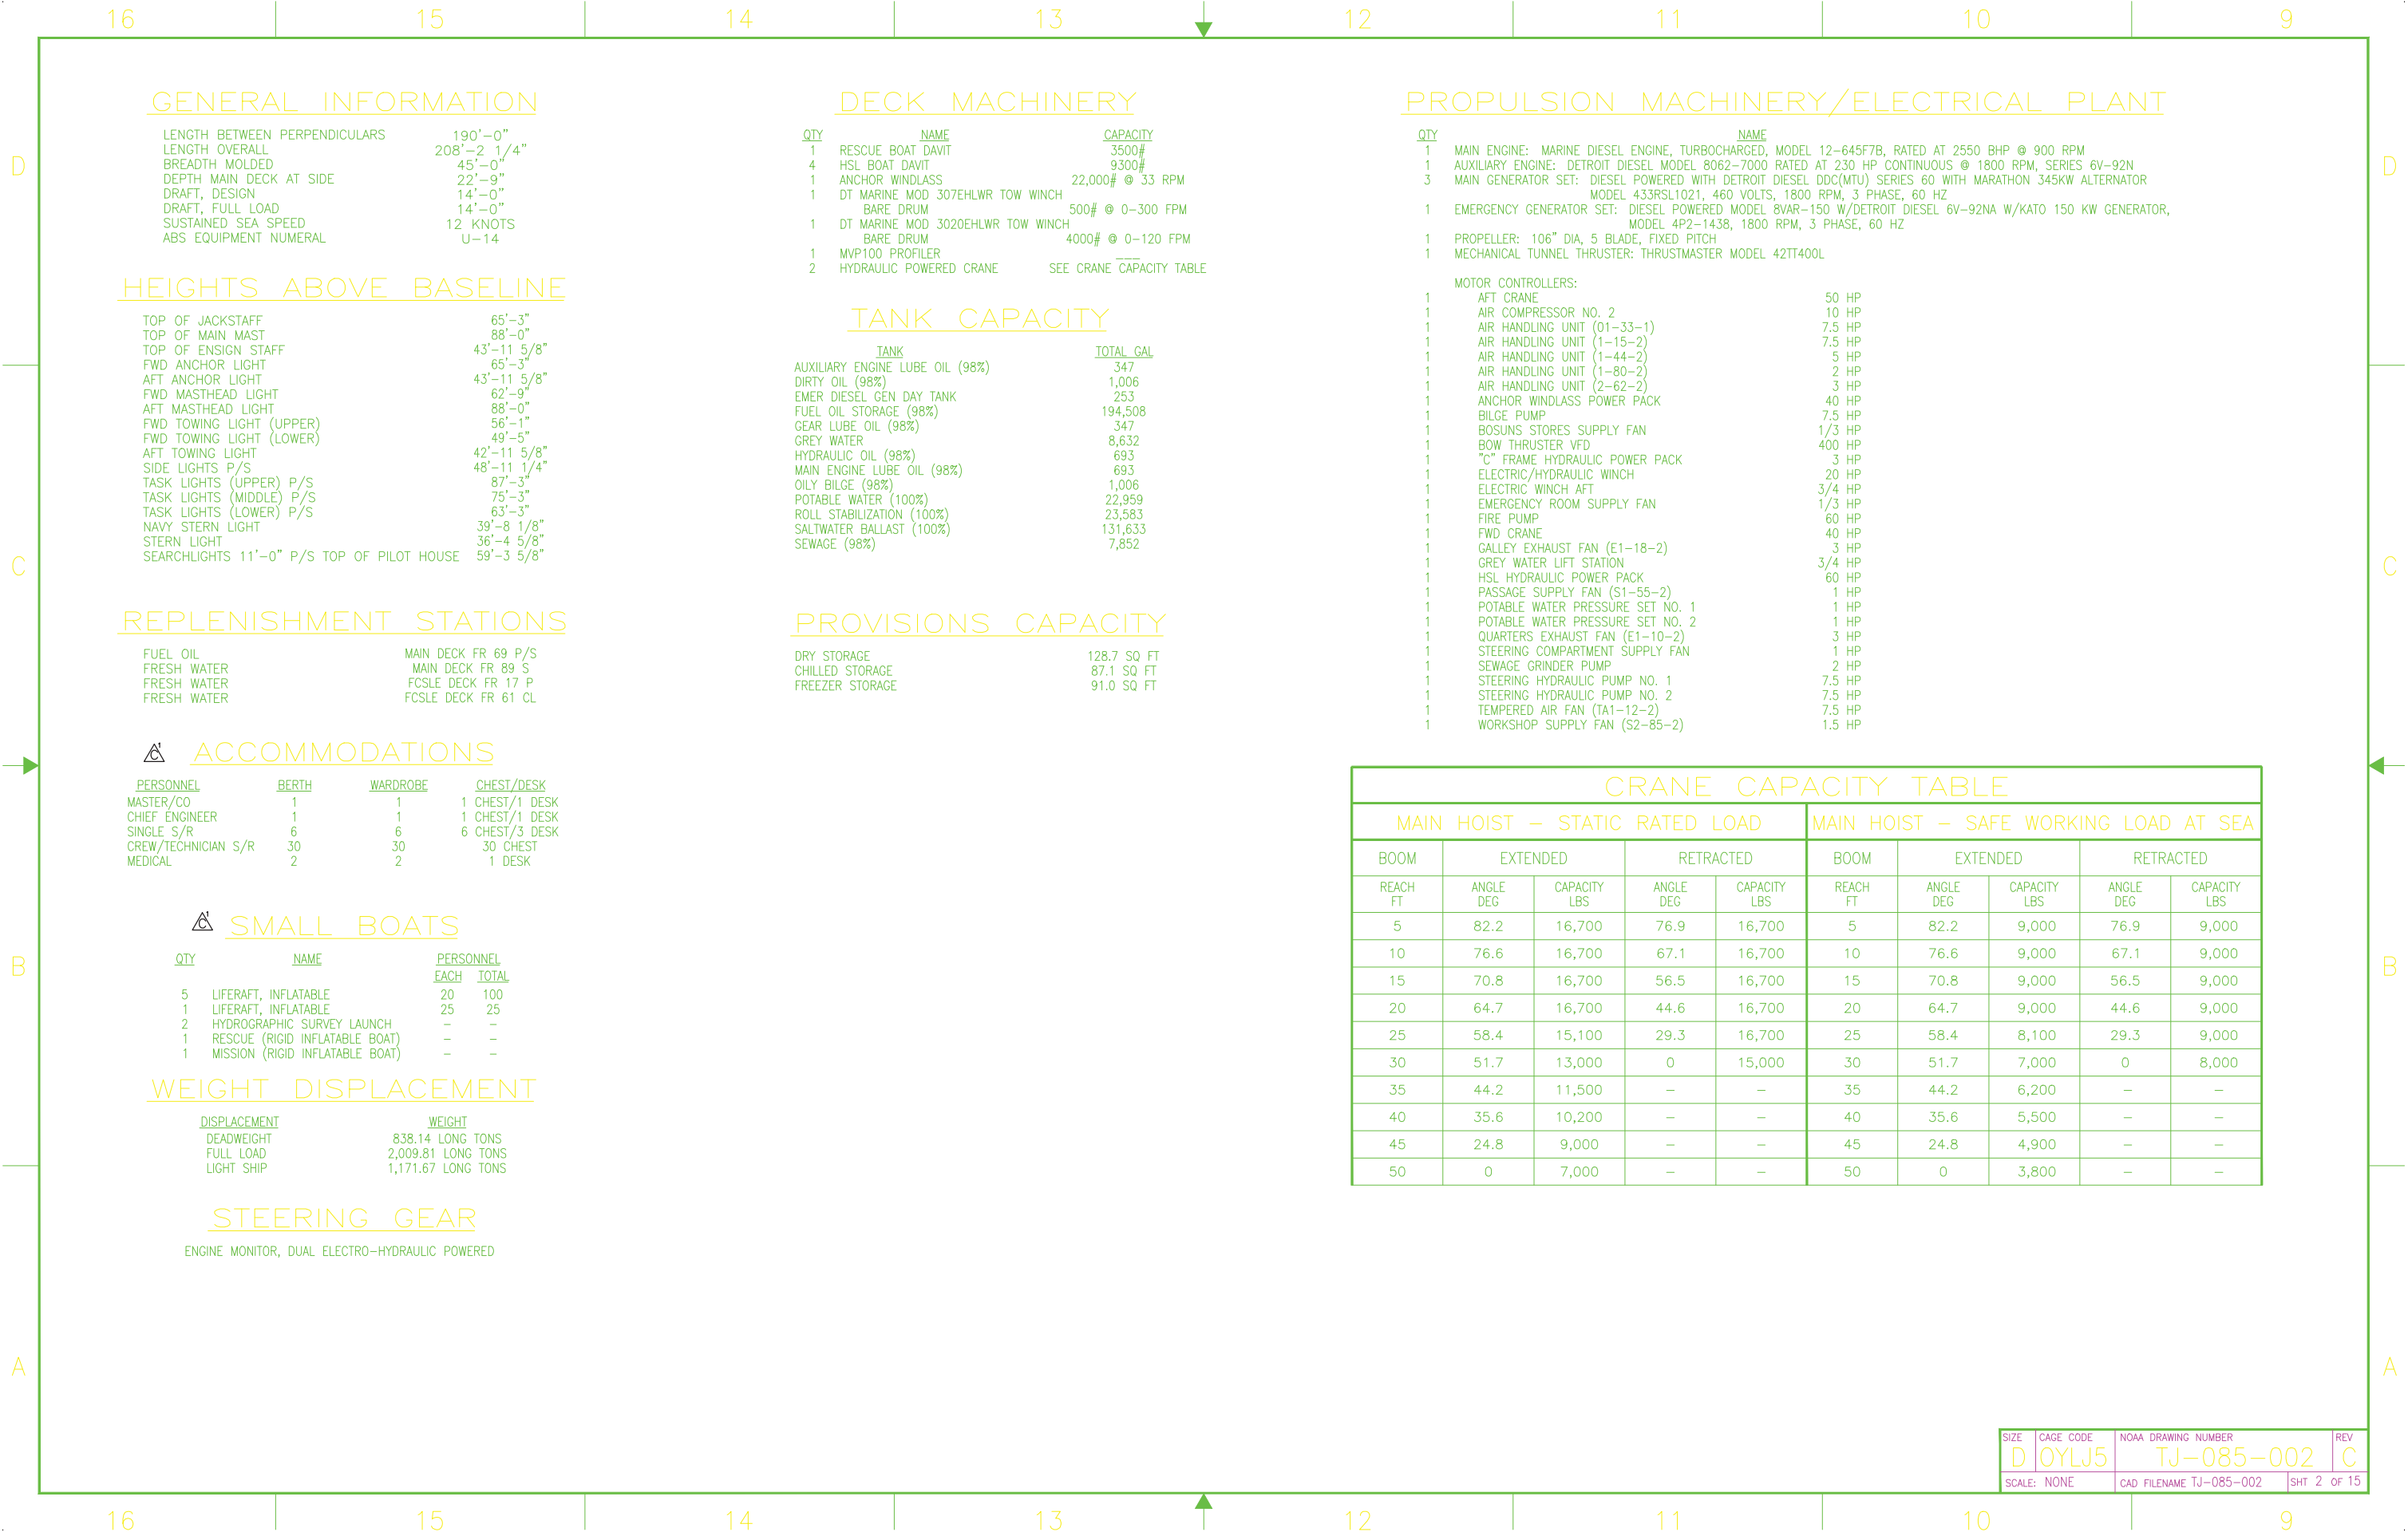 16 15 14 13 12 11 10 9
GENERAL INFORMATION
LENGTH BETWEEN PERPENDICULARS 190'-0"
LENGTH OVERALL 208'-2 1/4"
BREADTH MOLDED 45'-0"
DEPTH MAIN DECK AT SIDE 22'-9"
DRAFT, DESIGN 14'-0"
DRAFT, FULL LOAD 14'-0"
SUSTAINED SEA SPEED 12 KNOTS
ABS EQUIPMENT NUMERAL U-14
HEIGHTS ABOVE BASELINE
TOP OF JACKSTAFF 65'-3"
TOP OF MAIN MAST 88'-0"
TOP OF ENSIGN STAFF 43'-11 5/8"
FWD ANCHOR LIGHT 65'-3"
AFT ANCHOR LIGHT 43'-11 5/8"
FWD MASTHEAD LIGHT 62'-9"
AFT MASTHEAD LIGHT 88'-0"
FWD TOWING LIGHT (UPPER) 56'-1"
FWD TOWING LIGHT (LOWER) 49'-5"
AFT TOWING LIGHT 42'-11 5/8"
SIDE LIGHTS P/S 48'-11 1/4"
TASK LIGHTS (UPPER) P/S 87'-3"
TASK LIGHTS (MIDDLE) P/S 75'-3"
TASK LIGHTS (LOWER) P/S 63'-3"
NAVY STERN LIGHT 39'-8 1/8"
STERN LIGHT 36'-4 5/8"
SEARCHLIGHTS 11'-0" P/S TOP OF PILOT HOUSE 59'-3 5/8"
REPLENISHMENT STATIONS
FUEL OIL MAIN DECK FR 69 P/S
FRESH WATER MAIN DECK FR 89 S
FRESH WATER FCSLE DECK FR 17 P
FRESH WATER FCSLE DECK FR 61 CL
C 1 ACCOMMODATIONS
PERSONNEL BERTH WARDROBE CHEST/DESK
MASTER/CO 1 1 1 CHEST/1 DESK
CHIEF ENGINEER 1 1 1 CHEST/1 DESK
SINGLE S/R 6 6 6 CHEST/3 DESK
CREW/TECHNICIAN S/R 30 30 30 CHEST
MEDICAL 2 2 1 DESK
C 1 SMALL BOATS
QTY NAME PERSONNEL
EACH TOTAL
5 LIFERAFT, INFLATABLE 20 100
1 LIFERAFT, INFLATABLE 25 25
2 HYDROGRAPHIC SURVEY LAUNCH - -
1 RESCUE (RIGID INFLATABLE BOAT) - -
1 MISSION (RIGID INFLATABLE BOAT) - -
WEIGHT DISPLACEMENT
DISPLACEMENT WEIGHT
DEADWEIGHT 838.14 LONG TONS
FULL LOAD 2,009.81 LONG TONS
LIGHT SHIP 1,171.67 LONG TONS
STEERING GEAR
ENGINE MONITOR, DUAL ELECTRO-HYDRAULIC POWERED
DECK MACHINERY
QTY NAME CAPACITY
1 RESCUE BOAT DAVIT 3500#
4 HSL BOAT DAVIT 9300#
1 ANCHOR WINDLASS 22,000# @ 33 RPM
1 DT MARINE MOD 307EHLWR TOW WINCH
BARE DRUM 500# @ 0-300 FPM
1 DT MARINE MOD 3020EHLWR TOW WINCH
BARE DRUM 4000# @ 0-120 FPM
1 MVP100 PROFILER ___
2 HYDRAULIC POWERED CRANE SEE CRANE CAPACITY TABLE
TANK CAPACITY
TANK TOTAL GAL
AUXILIARY ENGINE LUBE OIL (98%) 347
DIRTY OIL (98%) 1,006
EMER DIESEL GEN DAY TANK 253
FUEL OIL STORAGE (98%) 194,508
GEAR LUBE OIL (98%) 347
GREY WATER 8,632
HYDRAULIC OIL (98%) 693
MAIN ENGINE LUBE OIL (98%) 693
OILY BILGE (98%) 1,006
POTABLE WATER (100%) 22,959
ROLL STABILIZATION (100%) 23,583
SALTWATER BALLAST (100%) 131,633
SEWAGE (98%) 7,852
PROVISIONS CAPACITY
DRY STORAGE 128.7 SQ FT
CHILLED STORAGE 87.1 SQ FT
FREEZER STORAGE 91.0 SQ FT
PROPULSION MACHINERY/ELECTRICAL PLANT
QTY NAME
1 MAIN ENGINE: MARINE DIESEL ENGINE, TURBOCHARGED, MODEL 12-645F7B, RATED AT 2550 BHP @ 900 RPM
1 AUXILIARY ENGINE: DETROIT DIESEL MODEL 8062-7000 RATED AT 230 HP CONTINUOUS @ 1800 RPM, SERIES 6V-92N
3 MAIN GENERATOR SET: DIESEL POWERED WITH DETROIT DIESEL DDC(MTU) SERIES 60 WITH MARATHON 345KW ALTERNATOR
MODEL 433RSL1021, 460 VOLTS, 1800 RPM, 3 PHASE, 60 HZ
1 EMERGENCY GENERATOR SET: DIESEL POWERED MODEL 8VAR-150 W/DETROIT DIESEL 6V-92NA W/KATO 150 KW GENERATOR,
MODEL 4P2-1438, 1800 RPM, 3 PHASE, 60 HZ
1 PROPELLER: 106" DIA, 5 BLADE, FIXED PITCH
1 MECHANICAL TUNNEL THRUSTER: THRUSTMASTER MODEL 42TT400L
MOTOR CONTROLLERS:
1 AFT CRANE 50 HP
1 AIR COMPRESSOR NO. 2 10 HP
1 AIR HANDLING UNIT (01-33-1) 7.5 HP
1 AIR HANDLING UNIT (1-15-2) 7.5 HP
1 AIR HANDLING UNIT (1-44-2) 5 HP
1 AIR HANDLING UNIT (1-80-2) 2 HP
1 AIR HANDLING UNIT (2-62-2) 3 HP
1 ANCHOR WINDLASS POWER PACK 40 HP
1 BILGE PUMP 7.5 HP
1 BOSUNS STORES SUPPLY FAN 1/3 HP
1 BOW THRUSTER VFD 400 HP
1 "C" FRAME HYDRAULIC POWER PACK 3 HP
1 ELECTRIC/HYDRAULIC WINCH 20 HP
1 ELECTRIC WINCH AFT 3/4 HP
1 EMERGENCY ROOM SUPPLY FAN 1/3 HP
1 FIRE PUMP 60 HP
1 FWD CRANE 40 HP
1 GALLEY EXHAUST FAN (E1-18-2) 3 HP
1 GREY WATER LIFT STATION 3/4 HP
1 HSL HYDRAULIC POWER PACK 60 HP
1 PASSAGE SUPPLY FAN (S1-55-2) 1 HP
1 POTABLE WATER PRESSURE SET NO. 1 1 HP
1 POTABLE WATER PRESSURE SET NO. 2 1 HP
1 QUARTERS EXHAUST FAN (E1-10-2) 3 HP
1 STEERING COMPARTMENT SUPPLY FAN 1 HP
1 SEWAGE GRINDER PUMP 2 HP
1 STEERING HYDRAULIC PUMP NO. 1 7.5 HP
1 STEERING HYDRAULIC PUMP NO. 2 7.5 HP
1 TEMPERED AIR FAN (TA1-12-2) 7.5 HP
1 WORKSHOP SUPPLY FAN (S2-85-2) 1.5 HP
CRANE CAPACITY TABLE
MAIN HOIST - STATIC RATED LOAD MAIN HOIST - SAFE WORKING LOAD AT SEA
BOOM EXTENDED RETRACTED BOOM EXTENDED RETRACTED
REACH ANGLE CAPACITY ANGLE CAPACITY REACH ANGLE CAPACITY ANGLE CAPACITY
FT DEG LBS DEG LBS FT DEG LBS DEG LBS
5 82.2 16,700 76.9 16,700 5 82.2 9,000 76.9 9,000
10 76.6 16,700 67.1 16,700 10 76.6 9,000 67.1 9,000
15 70.8 16,700 56.5 16,700 15 70.8 9,000 56.5 9,000
20 64.7 16,700 44.6 16,700 20 64.7 9,000 44.6 9,000
25 58.4 15,100 29.3 16,700 25 58.4 8,100 29.3 9,000
30 51.7 13,000 0 15,000 30 51.7 7,000 0 8,000
35 44.2 11,500 - - 35 44.2 6,200 - -
40 35.6 10,200 - - 40 35.6 5,500 - -
45 24.8 9,000 - - 45 24.8 4,900 - -
50 0 7,000 - - 50 0 3,800 - -
D D
C C
B B
A A
SIZE CAGE CODE NOAA DRAWING NUMBER REV
D 0YLJ5 TJ-085-002 C
SCALE: NONE CAD FILENAME TJ-085-002 SHT 2 OF 15
16 15 14 13 12 11 10 9